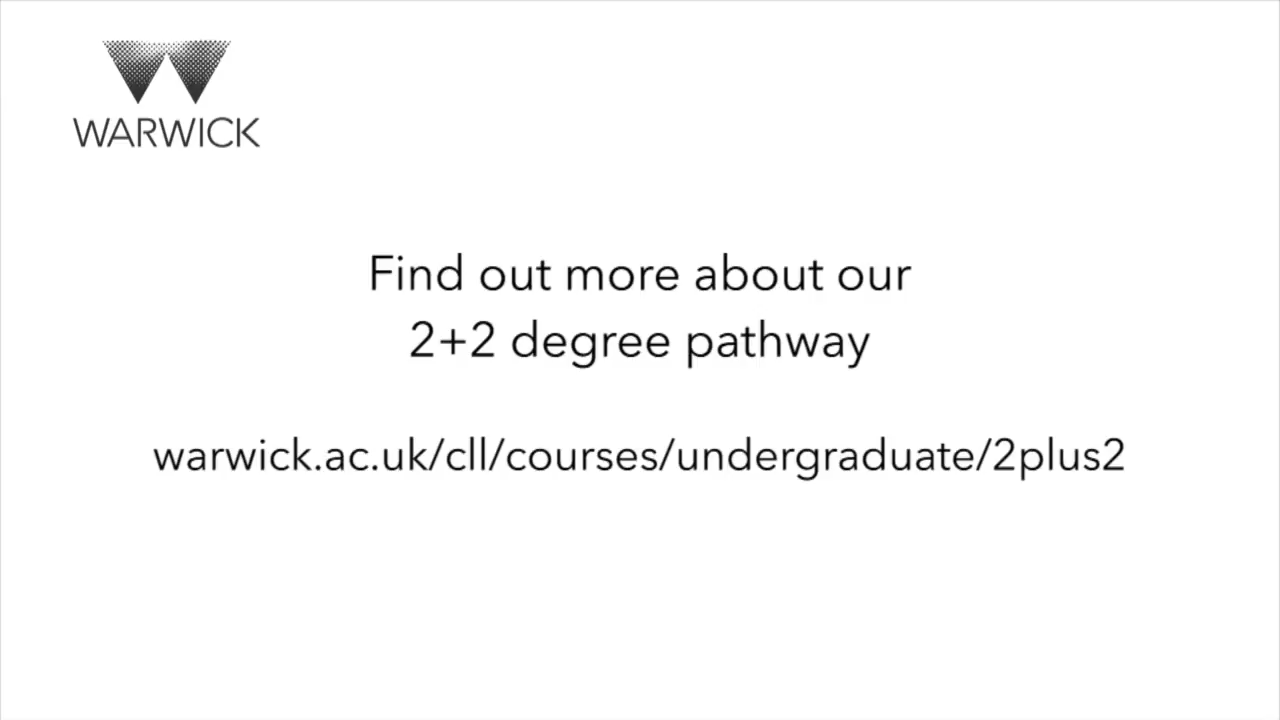 WARWICK
Find out more about our
2+2 degree pathway
warwick.ac.uk/cll/courses/undergraduate/2plus2